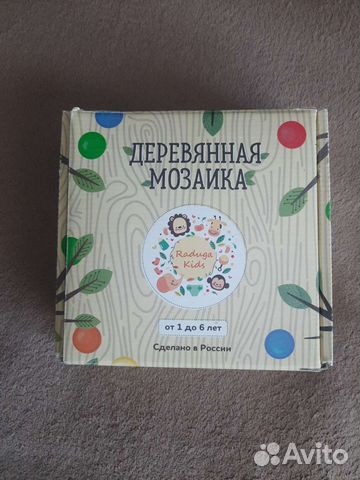 ДЕРЕВЯННАЯ
МОЗАИКА
Raduga
Kids
от 1 до 6 лет
Сделано в России
Avito